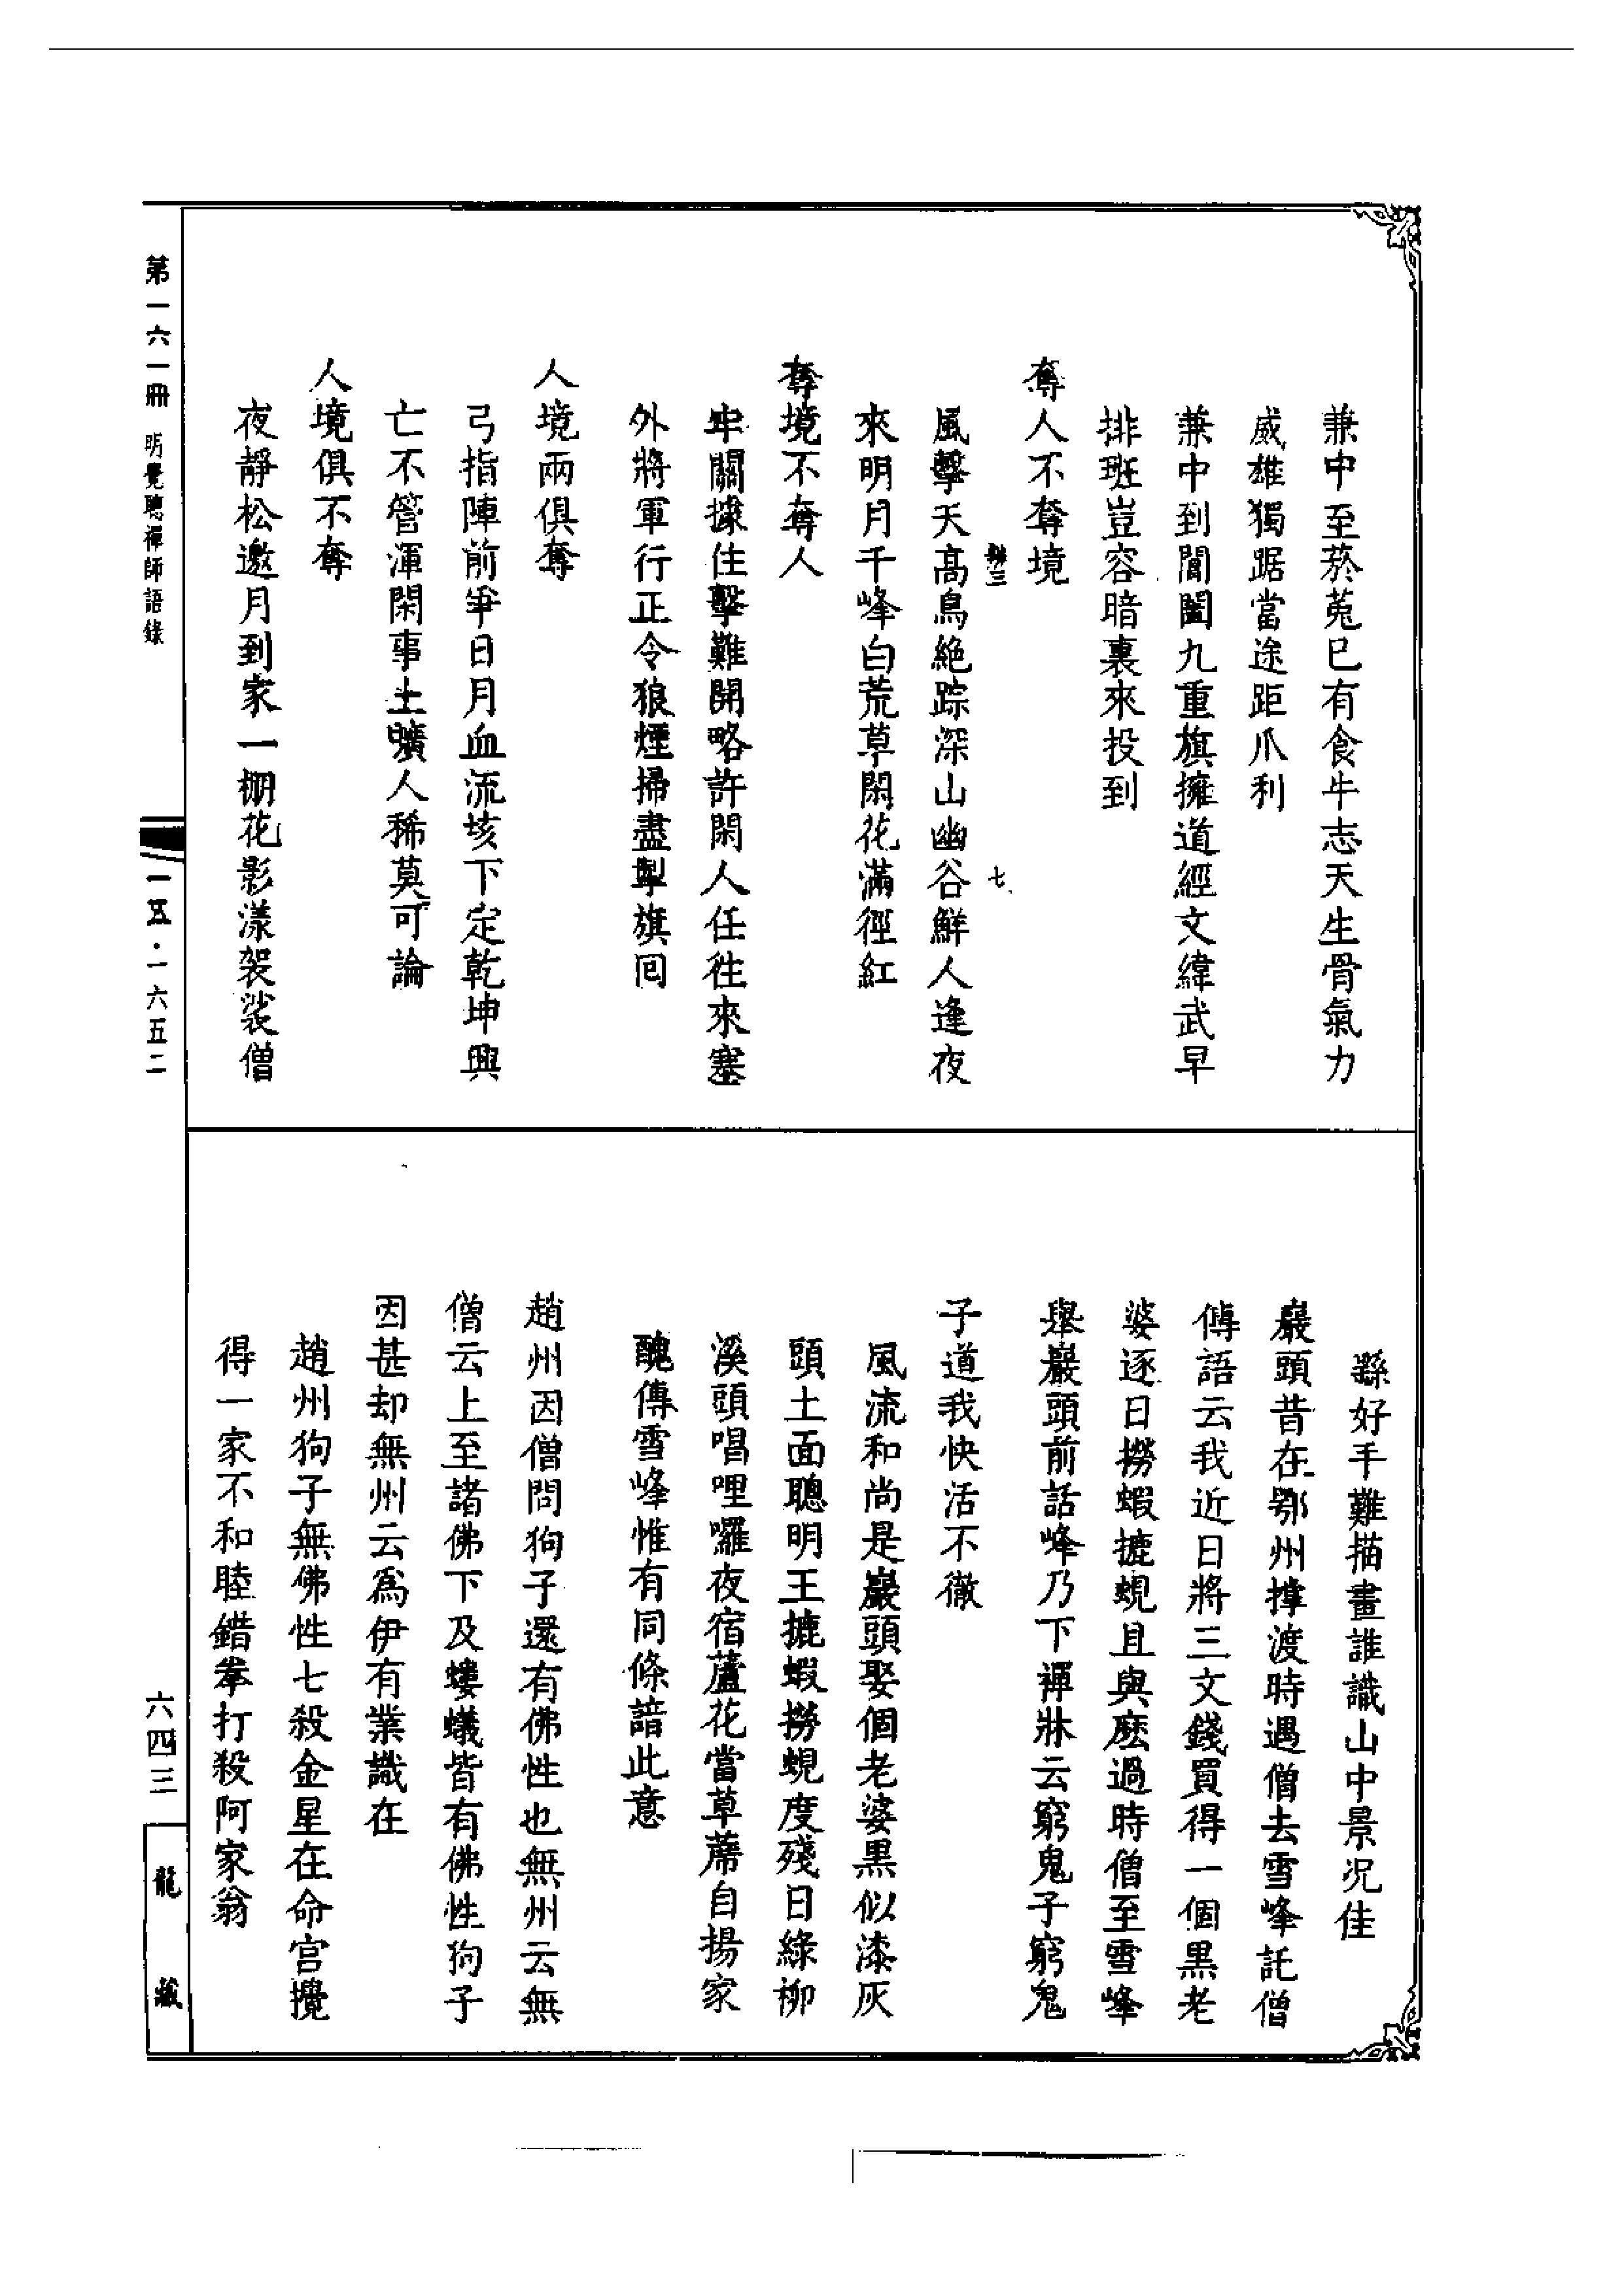 兼中至菸菟巳有食牛志天生骨氣力
威雄獨踞當途距爪利
兼中到閶闔九重旗擁道經文緯武早
排班豈容暗裏來投到
奪人不奪境
七
風擊天高鳥絶踪深山幽谷鮮人逢夜
來明月千峰白荒草閑花滿徑紅
奪境不奪人
牢關據住擊難開略許閑人任徃來塞
外將軍行正令狼煙掃盡犁旗回
人境兩俱奪
弓指陣前爭日月血流垓下定乾坤興
亡不管渾閑事土曠人稀莫可論
人境俱不奪
夜靜松邀月到家一棚花影漾袈裟僧
繇好手難描畫誰識山中景况佳
巖頭昔在鄂州撑渡時遇僧去雪峰託僧
傳語云我近日將三文錢買得一個黑老
婆逐日撈蝦摝蜆且與麽過時僧至雪峰
舉巖頭前話峰乃下禪牀云窮鬼子窮鬼
子道我快活不徹
風流和尚是巖頭娶個老婆黑似漆灰
頭土面聰明王摝蝦撈蜆度殘日綠柳
溪頭唱哩囉夜宿蘆花當草蓆自揚家
醜傳雪峰惟有同條諳此意
趙州因僧問狗子還有佛性也無州云無
僧云上至諸佛下及螻蟻皆有佛性狗子
因甚却無州云爲伊有業識在
趙州狗子無佛性七殺金星在命宮攪
得一家不和睦錯拳打殺阿家翁
第一六一冊 明覺聰禪師語錄
一五五·一六五二
六四三
龍藏